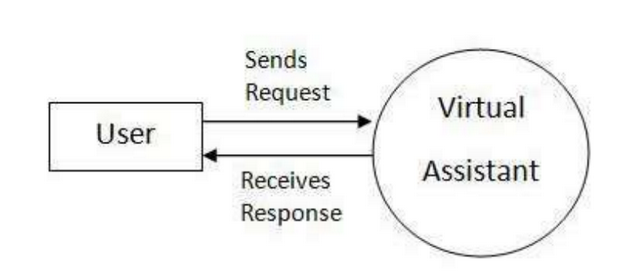 Sends
Request
User
Virtual
Assistant
Receives
Response